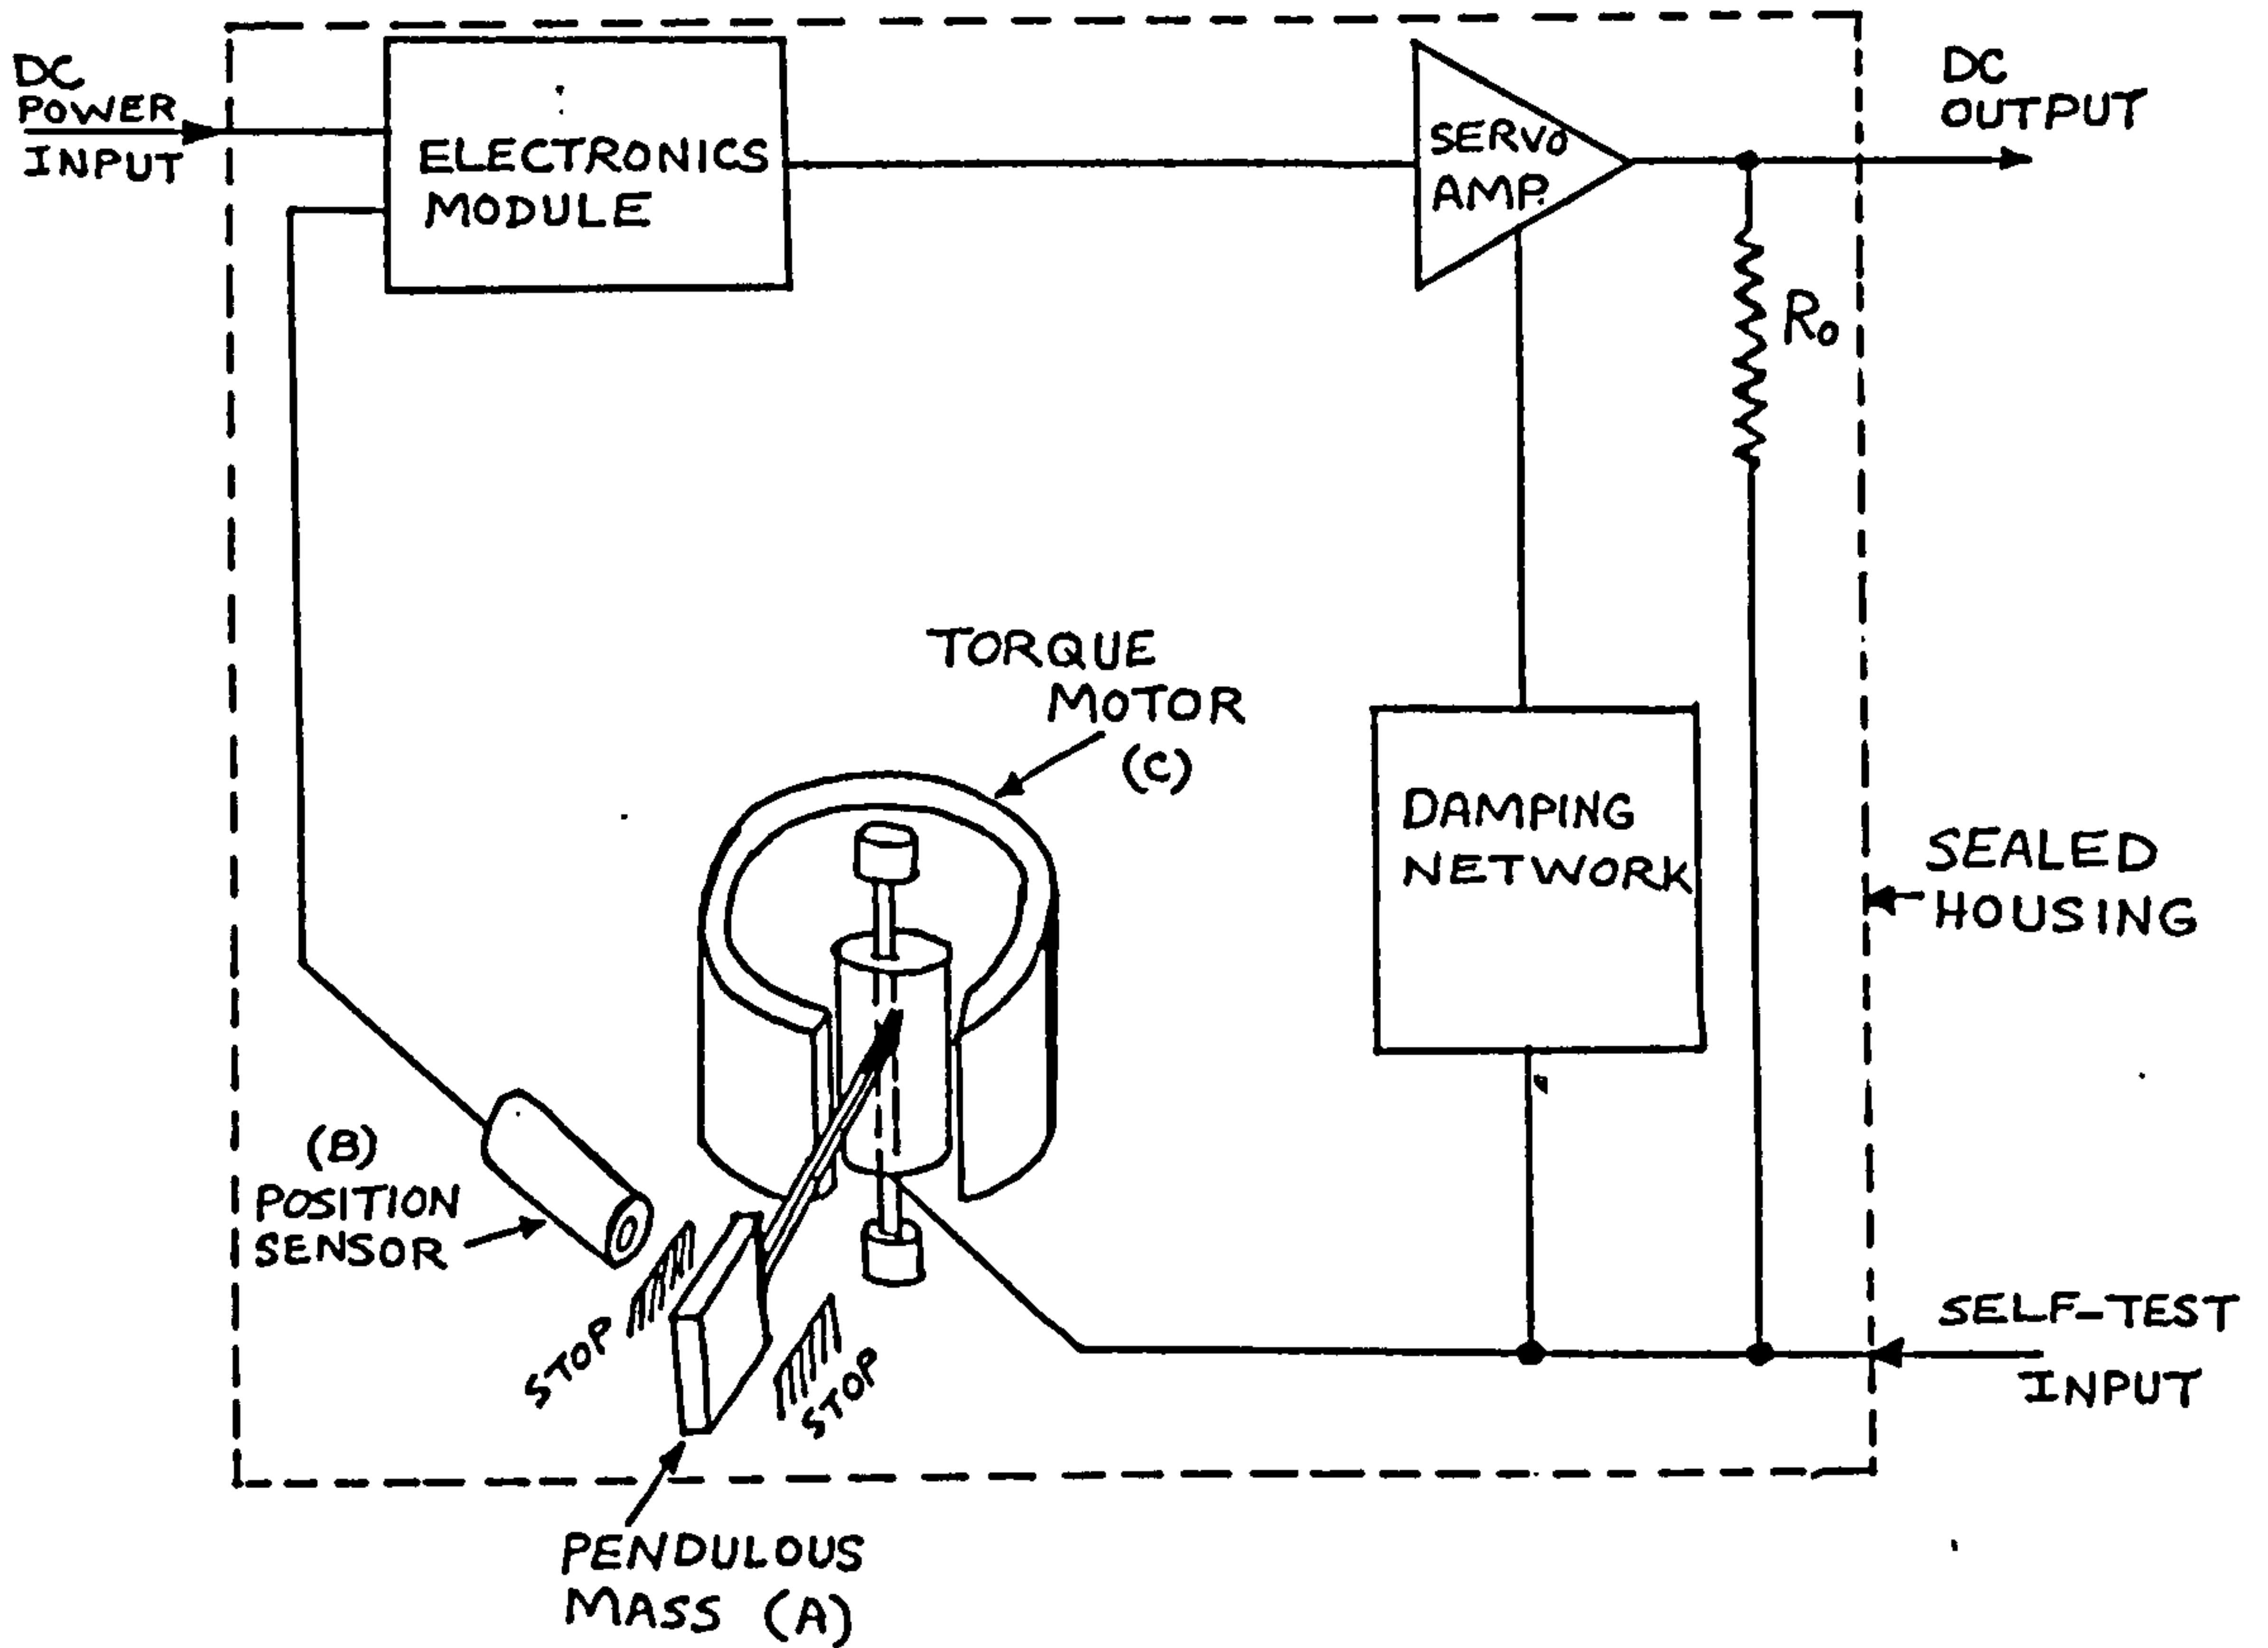 DC
POWER
INPUT
ELECTRONICS
MODULE
SERVO
AMP.
DC
OUTPUT
R₀
TORQUE
MOTOR
(C)
DAMPING
NETWORK
SEALED
HOUSING
(B)
POSITION
SENSOR
STOP
STOP
SELF-TEST
INPUT
PENDULOUS
MASS (A)